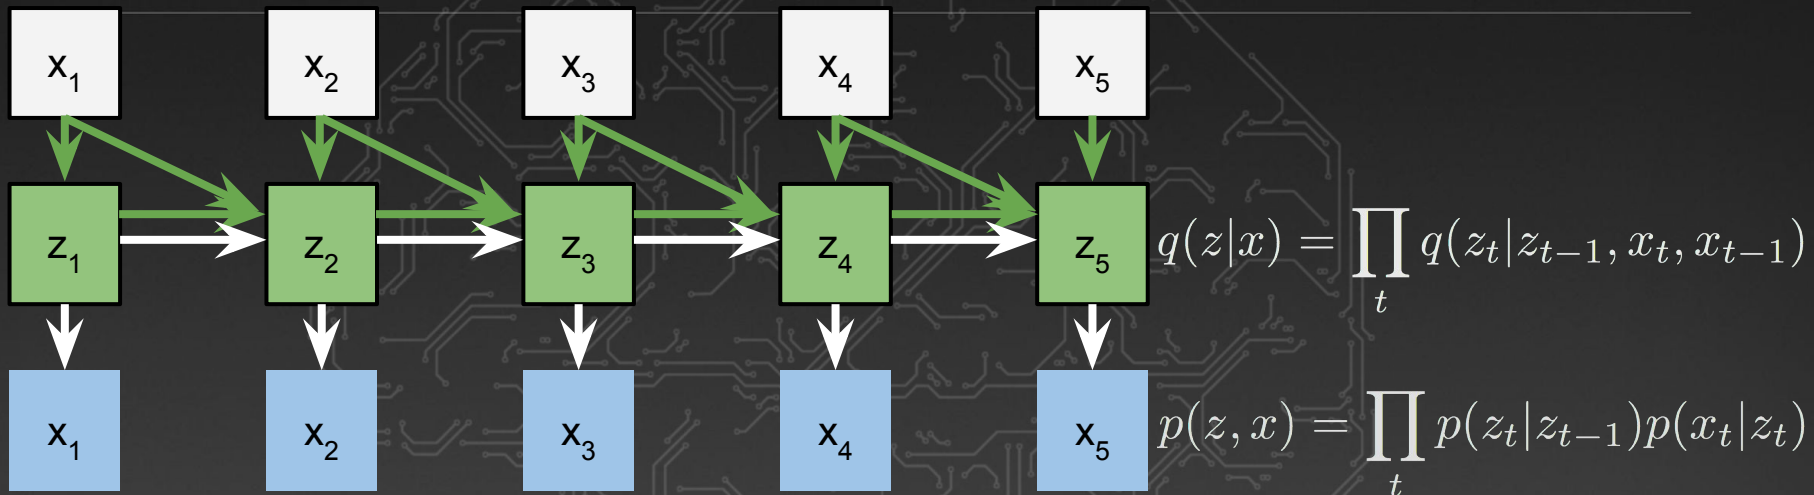 x₁ x₂ x₃ x₄ x₅
z₁ z₂ z₃ z₄ z₅ q(z|x) = ∏ₜ q(zₜ|zₜ₋₁, xₜ, xₜ₋₁)
x₁ x₂ x₃ x₄ x₅ p(z, x) = ∏ₜ p(zₜ|zₜ₋₁)p(xₜ|zₜ)